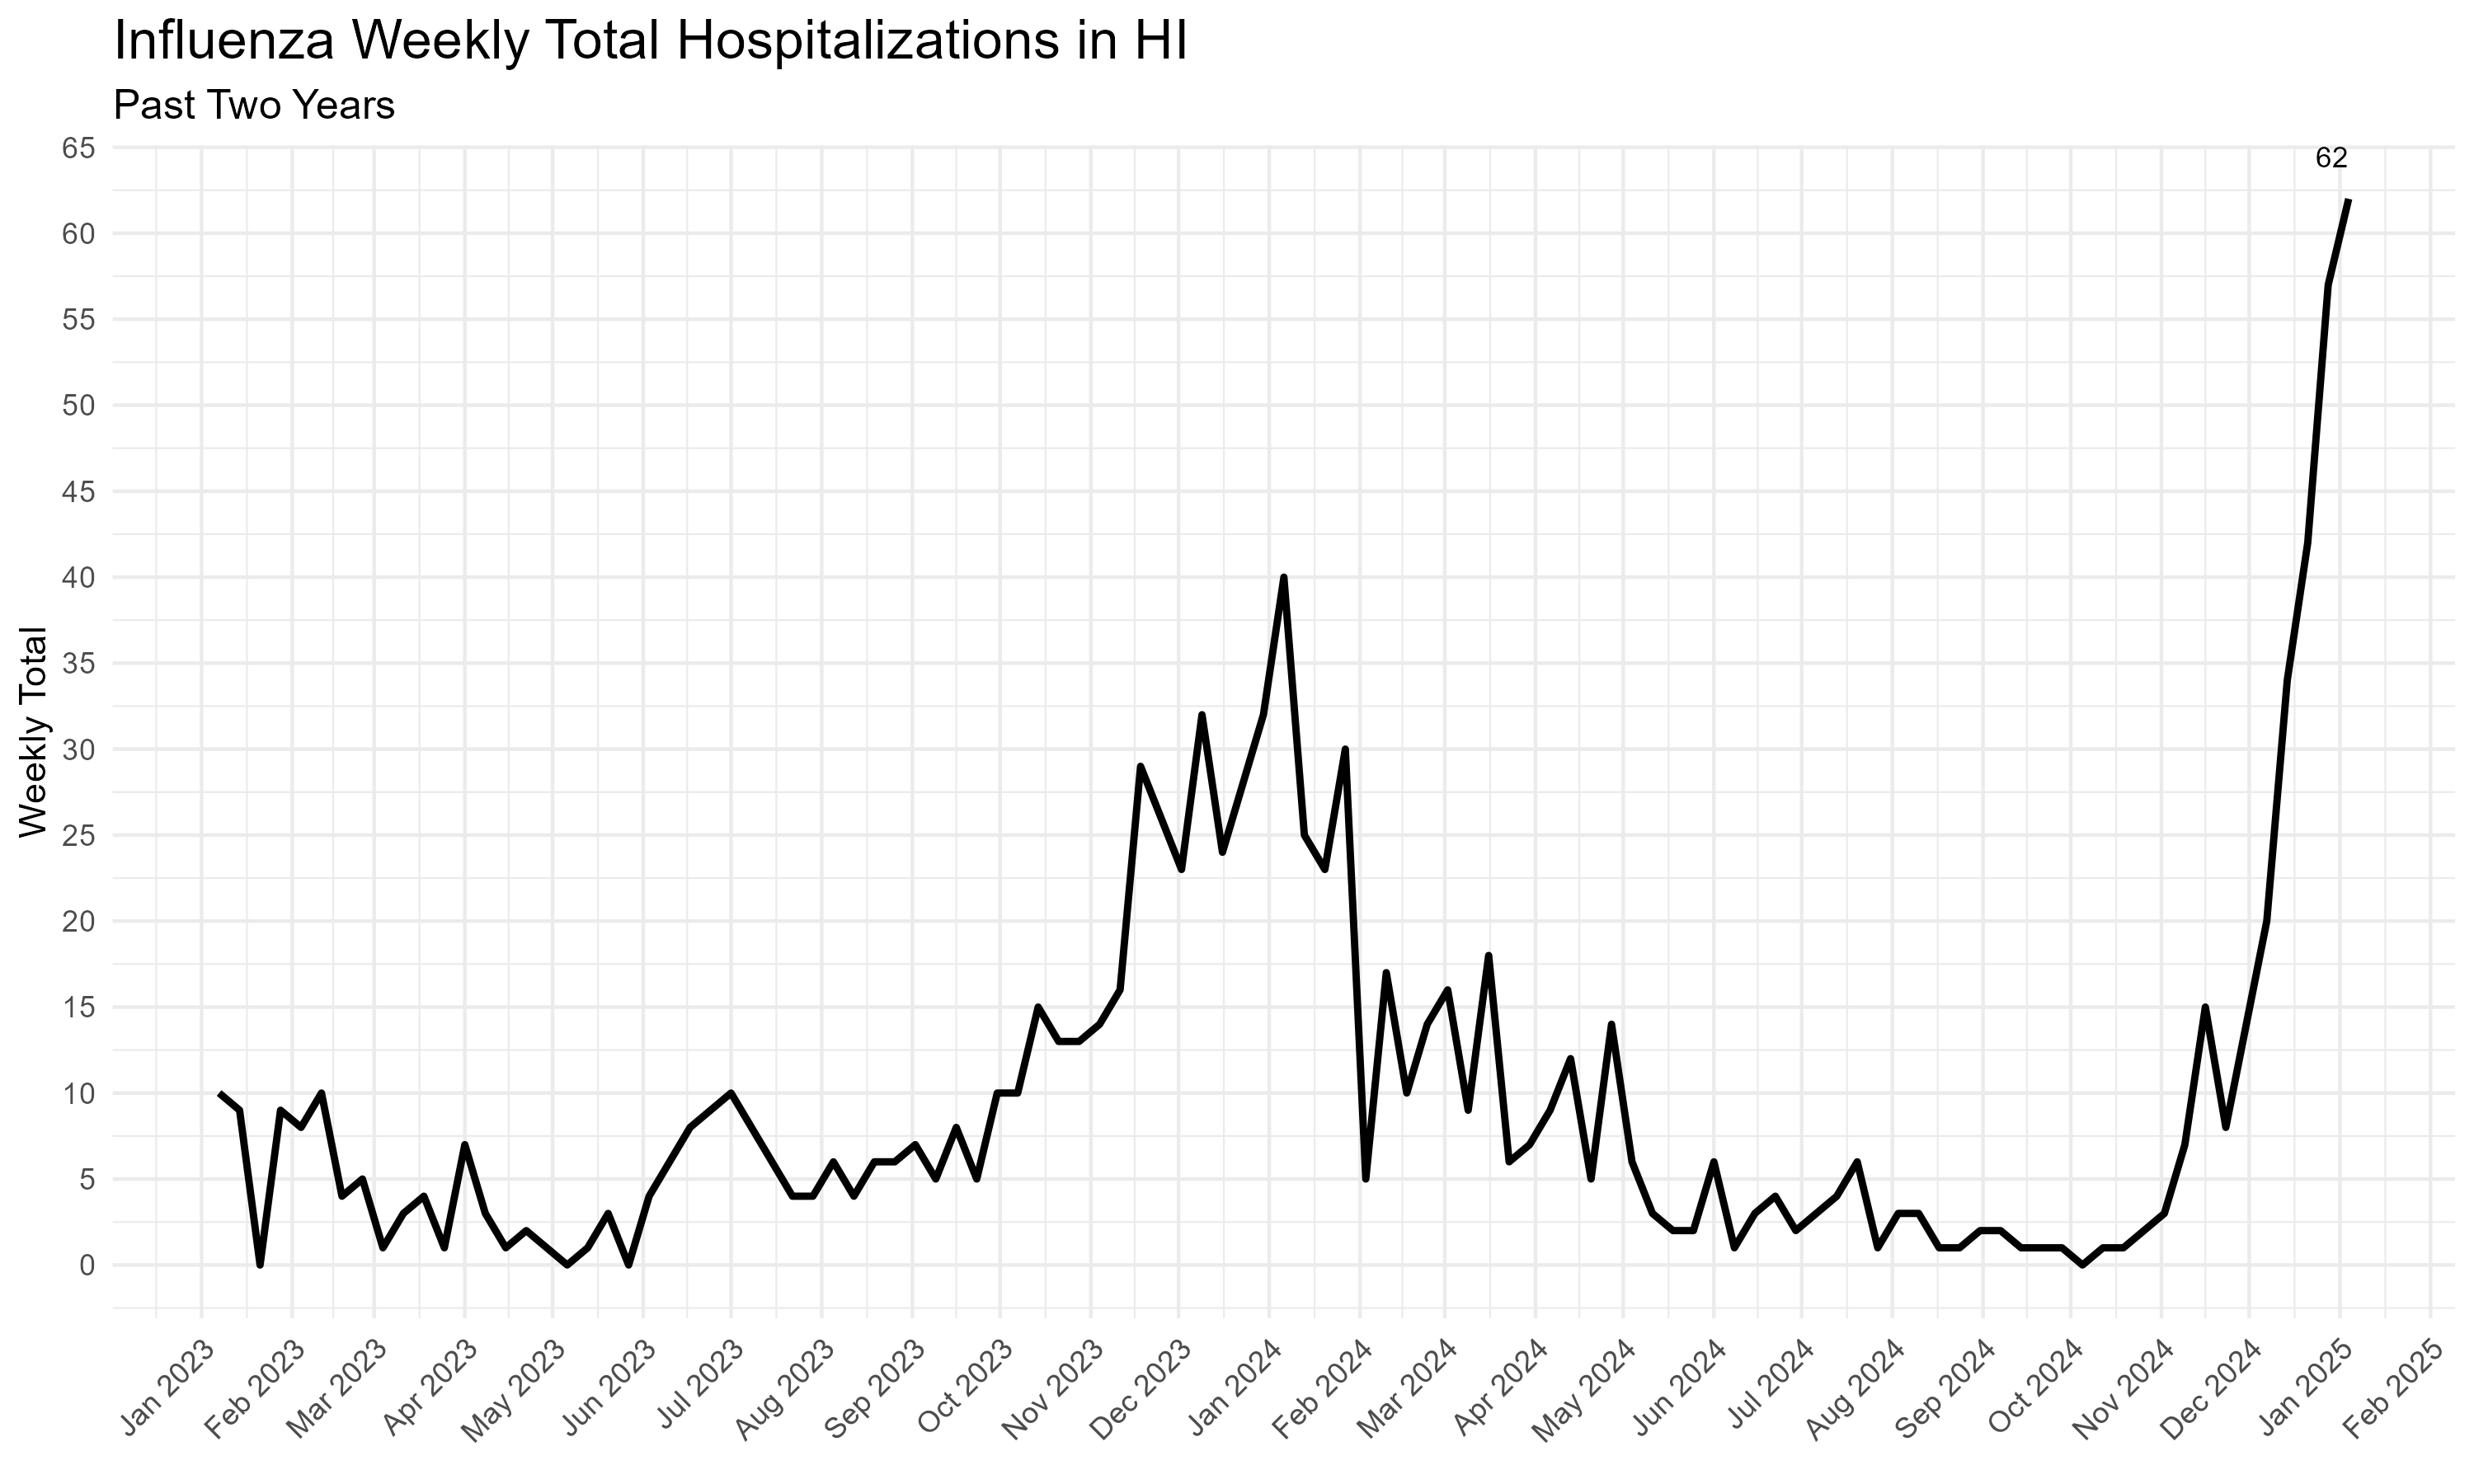 Influenza Weekly Total Hospitalizations in HI
Past Two Years
65
62
60
55
50
45
40
35
30
25
20
15
10
5
0
Weekly Total
Jan 2023
Feb 2023
Mar 2023
Apr 2023
May 2023
Jun 2023
Jul 2023
Aug 2023
Sep 2023
Oct 2023
Nov 2023
Dec 2023
Jan 2024
Feb 2024
Mar 2024
Apr 2024
May 2024
Jun 2024
Jul 2024
Aug 2024
Sep 2024
Oct 2024
Nov 2024
Dec 2024
Jan 2025
Feb 2025